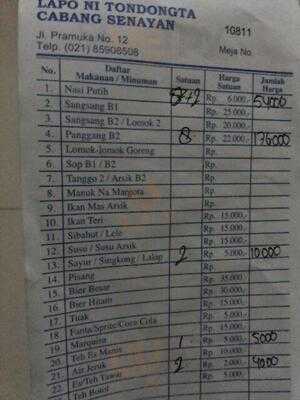 LAPO NI TONDONGTA
CABANG SENAYAN
10811
Jl. Pramuka No. 12
Telp. (021) 85908508
Meja No.
No. Daftar Makanan / Minuman Satuan Harga Satuan Jumlah Harga
1. Nasi Putih Rp. 6.000,- 54000
2. Sangsang B1 Rp. 25.000,-
3. Sangsang B2 / Lomok 2 Rp. 20.000,-
4. Panggang B2 8 Rp. 22.000,- 176000
5. Lomok-lomok Goreng Rp.
6. Sop B1 / B2 Rp.
7. Tanggo 2 / Arsik B2 Rp.
8. Manuk Na Margota Rp.
9. Ikan Mas Arsik Rp.
10. Ikan Teri Rp. 15.000,-
11. Sibahut / Lele Rp.
12. Susu / Susu Arsik Rp. 15.000,-
13. Sayur / Singkong / Lalap 2 Rp. 5.000,- 10000
14. Pisang Rp.
15. Bier Besar Rp. 35.000
16. Bier Hitam Rp. 30.000,-
17. Tuak Rp. 15.000,-
18. Fanta/Sprite/Coca Cola Rp.
19. Marquisa 1 Rp. 5000
20. Teh Es Manis Rp. 10.000,-
21. Air Jeruk 2 Rp. 2.000,- 4000
22. Es/Teh Tawar Rp. 5.000,-
Teh Botol